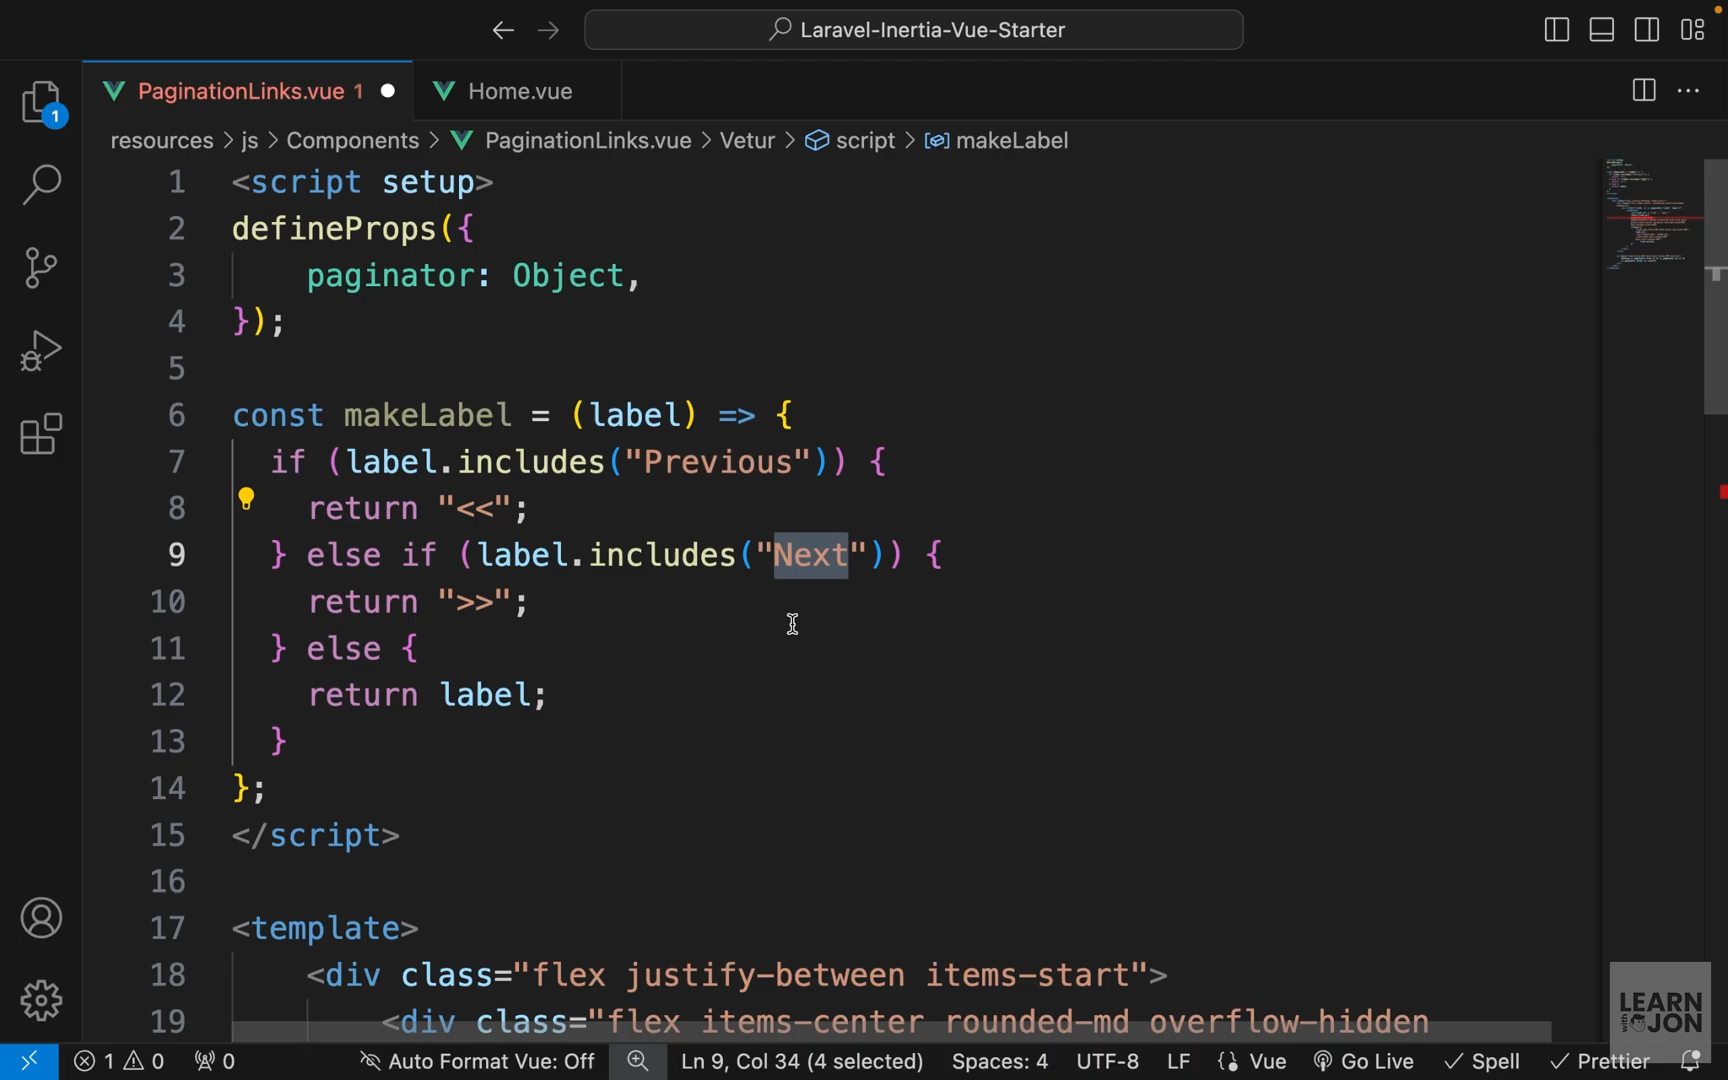 Laravel-Inertia-Vue-Starter
PaginationLinks.vue 1
Home.vue
1
resources > js > Components > PaginationLinks.vue > Vetur > script > makeLabel
1 <script setup>
2 defineProps({
3     paginator: Object,
4 });
5
6 const makeLabel = (label) => {
7   if (label.includes("Previous")) {
8     return "<<";
9   } else if (label.includes("Next")) {
10     return ">>";
11   } else {
12     return label;
13   }
14 };
15 </script>
16
17 <template>
18     <div class="flex justify-between items-start">
19         <div class="flex items-center rounded-md overflow-hidden
LEARN
with JON
1 0 0 Auto Format Vue: Off Ln 9, Col 34 (4 selected) Spaces: 4 UTF-8 LF Vue Go Live Spell Prettier